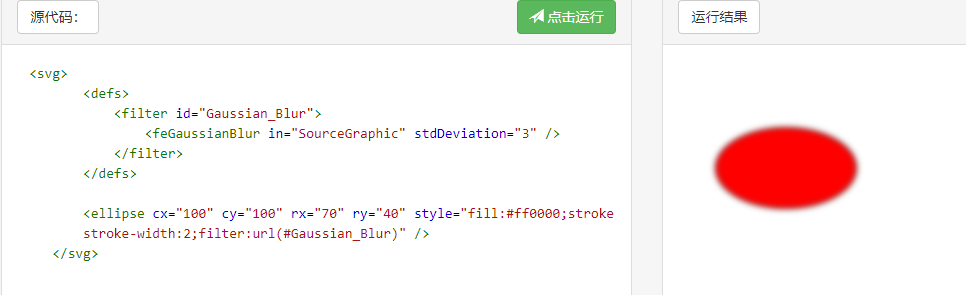 源代码：
点击运行
运行结果
<svg>
<defs>
<filter id="Gaussian_Blur">
<feGaussianBlur in="SourceGraphic" stdDeviation="3" />
</filter>
</defs>
<ellipse cx="100" cy="100" rx="70" ry="40" style="fill:#ff0000;stroke
stroke-width:2;filter:url(#Gaussian_Blur)" />
</svg>